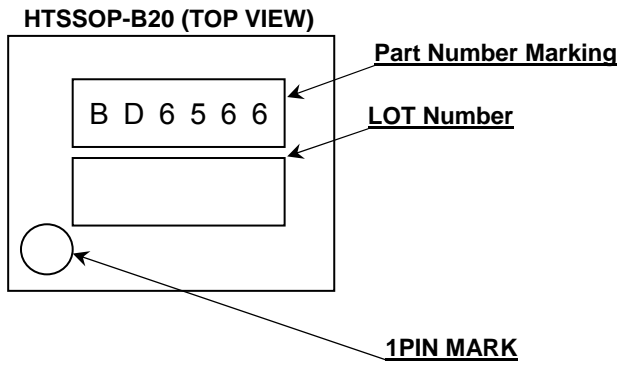 HTSSOP-B20 (TOP VIEW)
Part Number Marking
B D 6 5 6 6
LOT Number
1PIN MARK